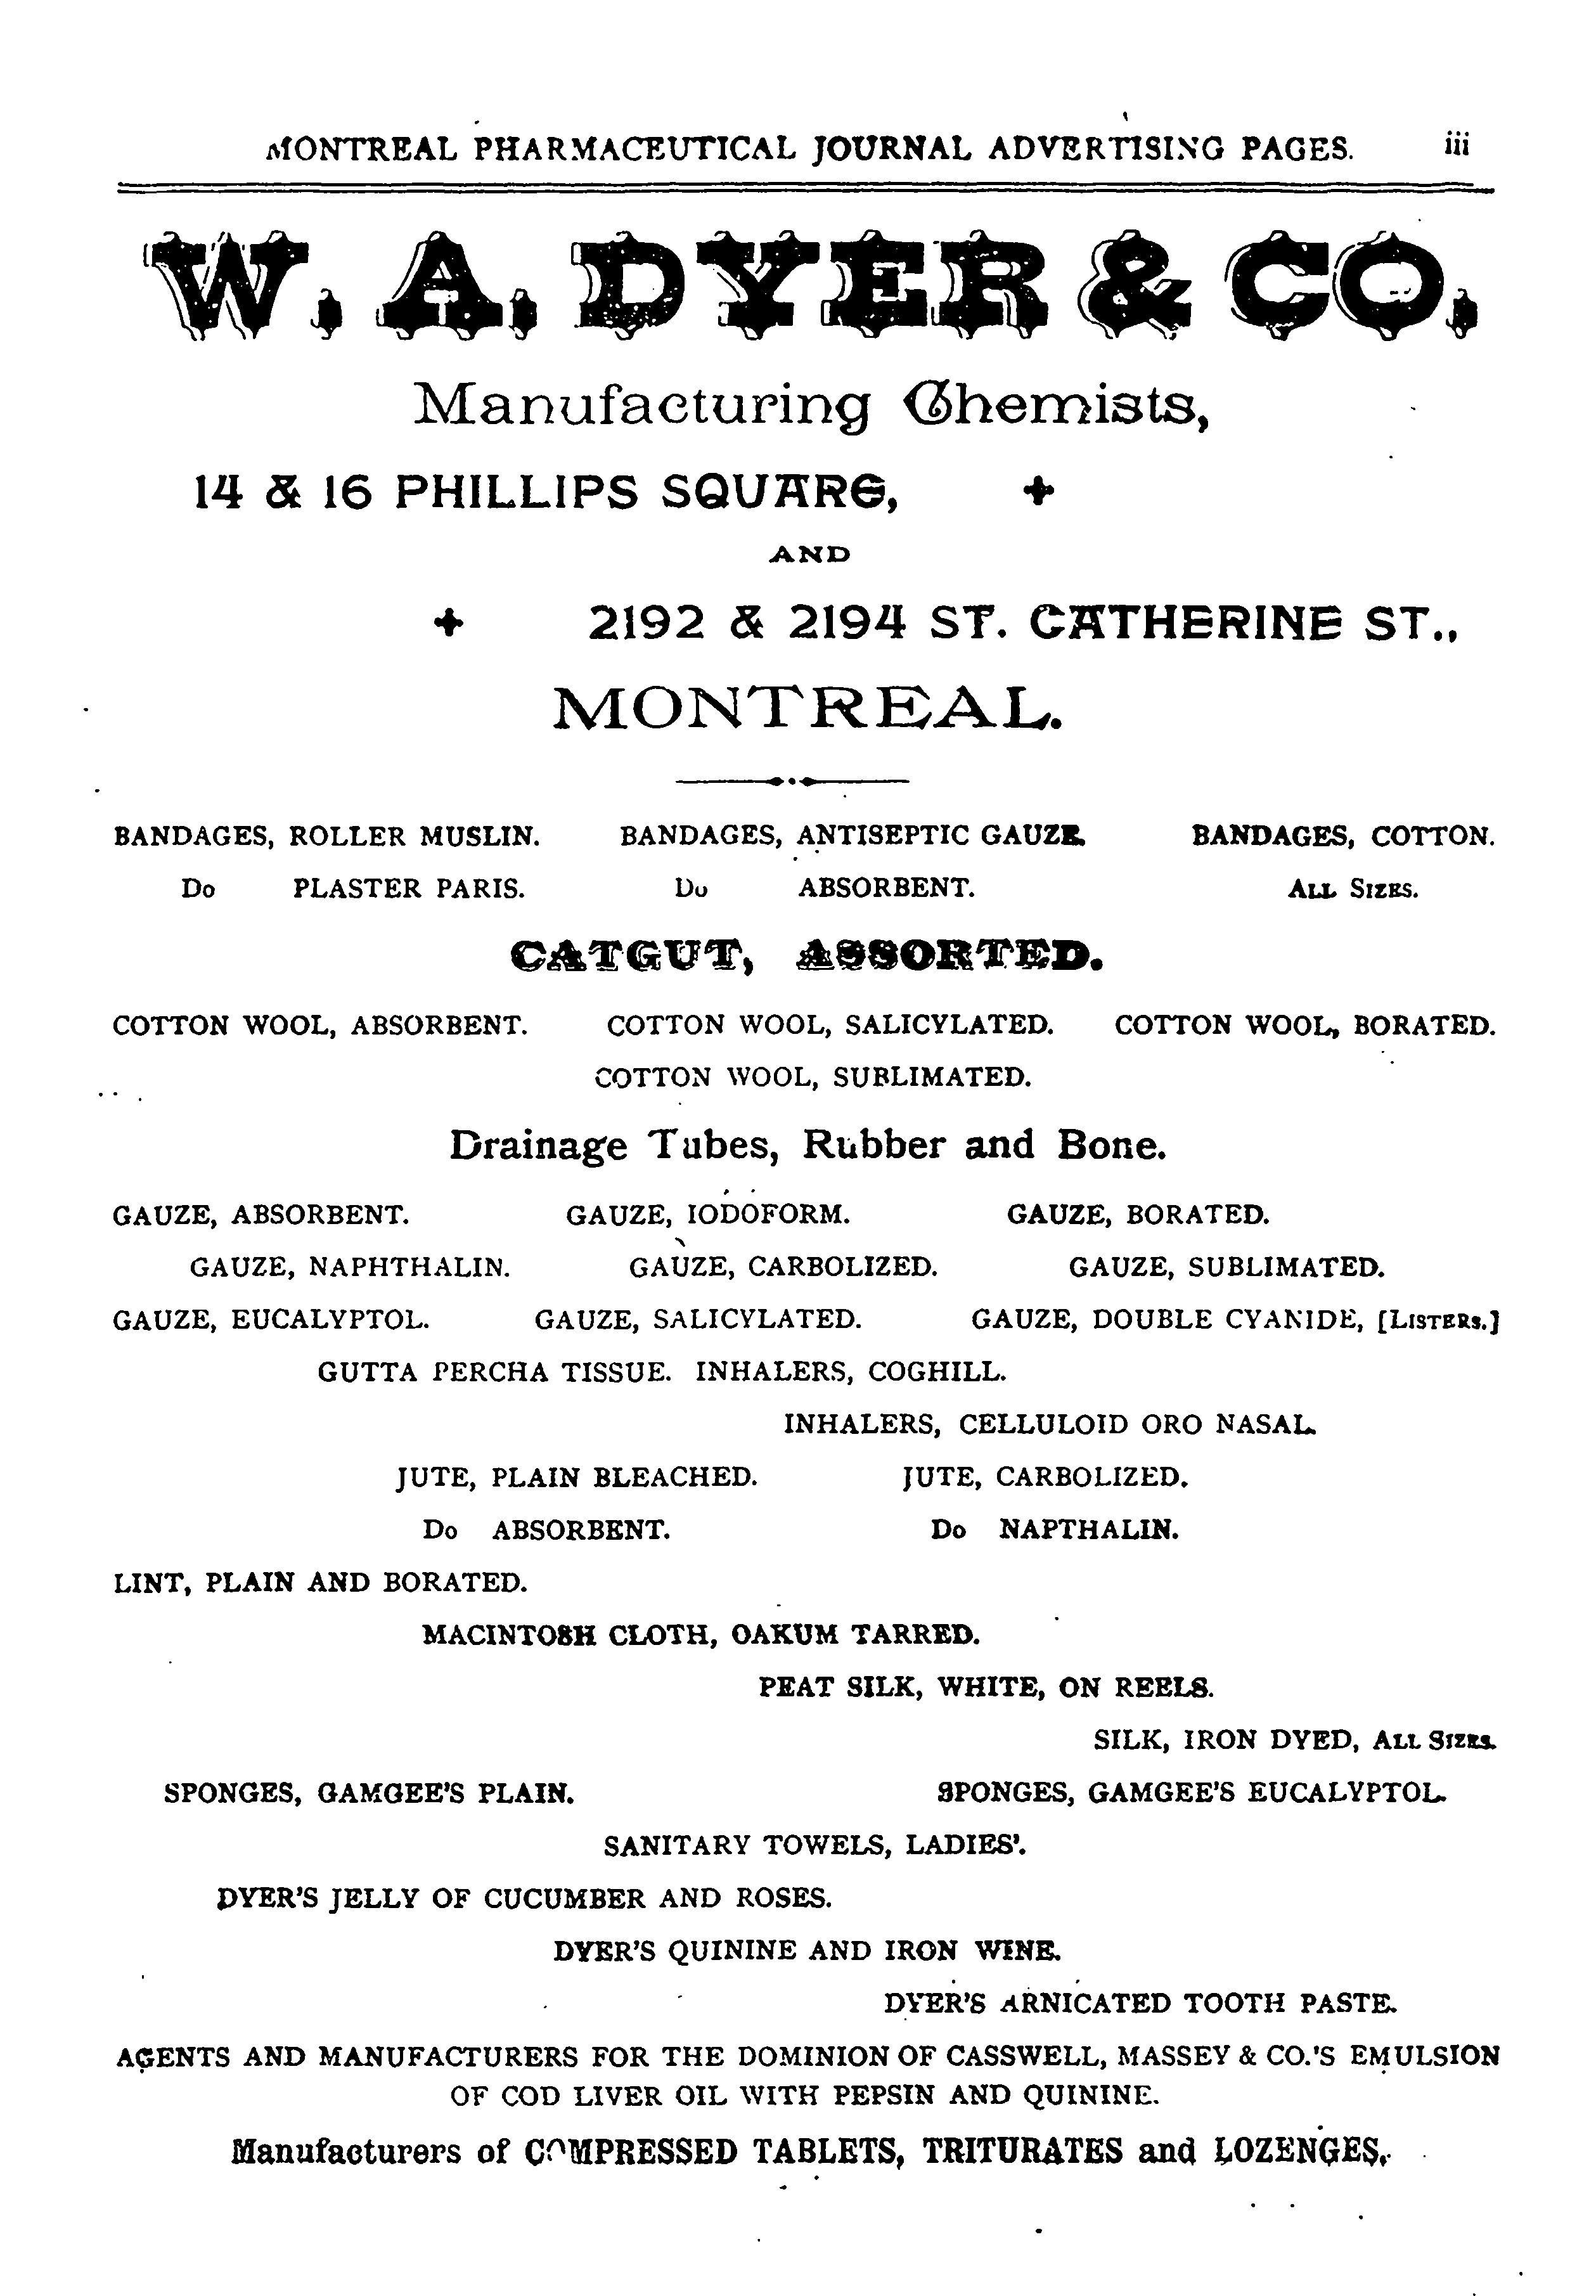 MONTREAL PHARMACEUTICAL JOURNAL ADVERTISING PAGES. iii
W. A. DYER & CO.
Manufacturing Chemists,
14 & 16 PHILLIPS SQUARE, +
AND
+ 2192 & 2194 ST. CATHERINE ST.,
MONTREAL.
BANDAGES, ROLLER MUSLIN. BANDAGES, ANTISEPTIC GAUZE. BANDAGES, COTTON.
Do PLASTER PARIS. Do ABSORBENT. ALL SIZES.
CATGUT, ASSORTED.
COTTON WOOL, ABSORBENT. COTTON WOOL, SALICYLATED. COTTON WOOL, BORATED.
COTTON WOOL, SUBLIMATED.
Drainage Tubes, Rubber and Bone.
GAUZE, ABSORBENT. GAUZE, IODOFORM. GAUZE, BORATED.
GAUZE, NAPHTHALIN. GAUZE, CARBOLIZED. GAUZE, SUBLIMATED.
GAUZE, EUCALYPTOL. GAUZE, SALICYLATED. GAUZE, DOUBLE CYANIDE, [LISTERS.]
GUTTA PERCHA TISSUE. INHALERS, COGHILL.
INHALERS, CELLULOID ORO NASAL.
JUTE, PLAIN BLEACHED. JUTE, CARBOLIZED.
Do ABSORBENT. Do NAPTHALIN.
LINT, PLAIN AND BORATED.
MACINTOSH CLOTH, OAKUM TARRED.
PEAT SILK, WHITE, ON REELS.
SILK, IRON DYED, ALL SIZES.
SPONGES, GAMGEE'S PLAIN. SPONGES, GAMGEE'S EUCALYPTOL.
SANITARY TOWELS, LADIES'.
DYER'S JELLY OF CUCUMBER AND ROSES.
DYER'S QUININE AND IRON WINE.
DYER'S ARNICATED TOOTH PASTE.
AGENTS AND MANUFACTURERS FOR THE DOMINION OF CASSWELL, MASSEY & CO.'S EMULSION
OF COD LIVER OIL WITH PEPSIN AND QUININE.
Manufacturers of COMPRESSED TABLETS, TRITURATES and LOZENGES.